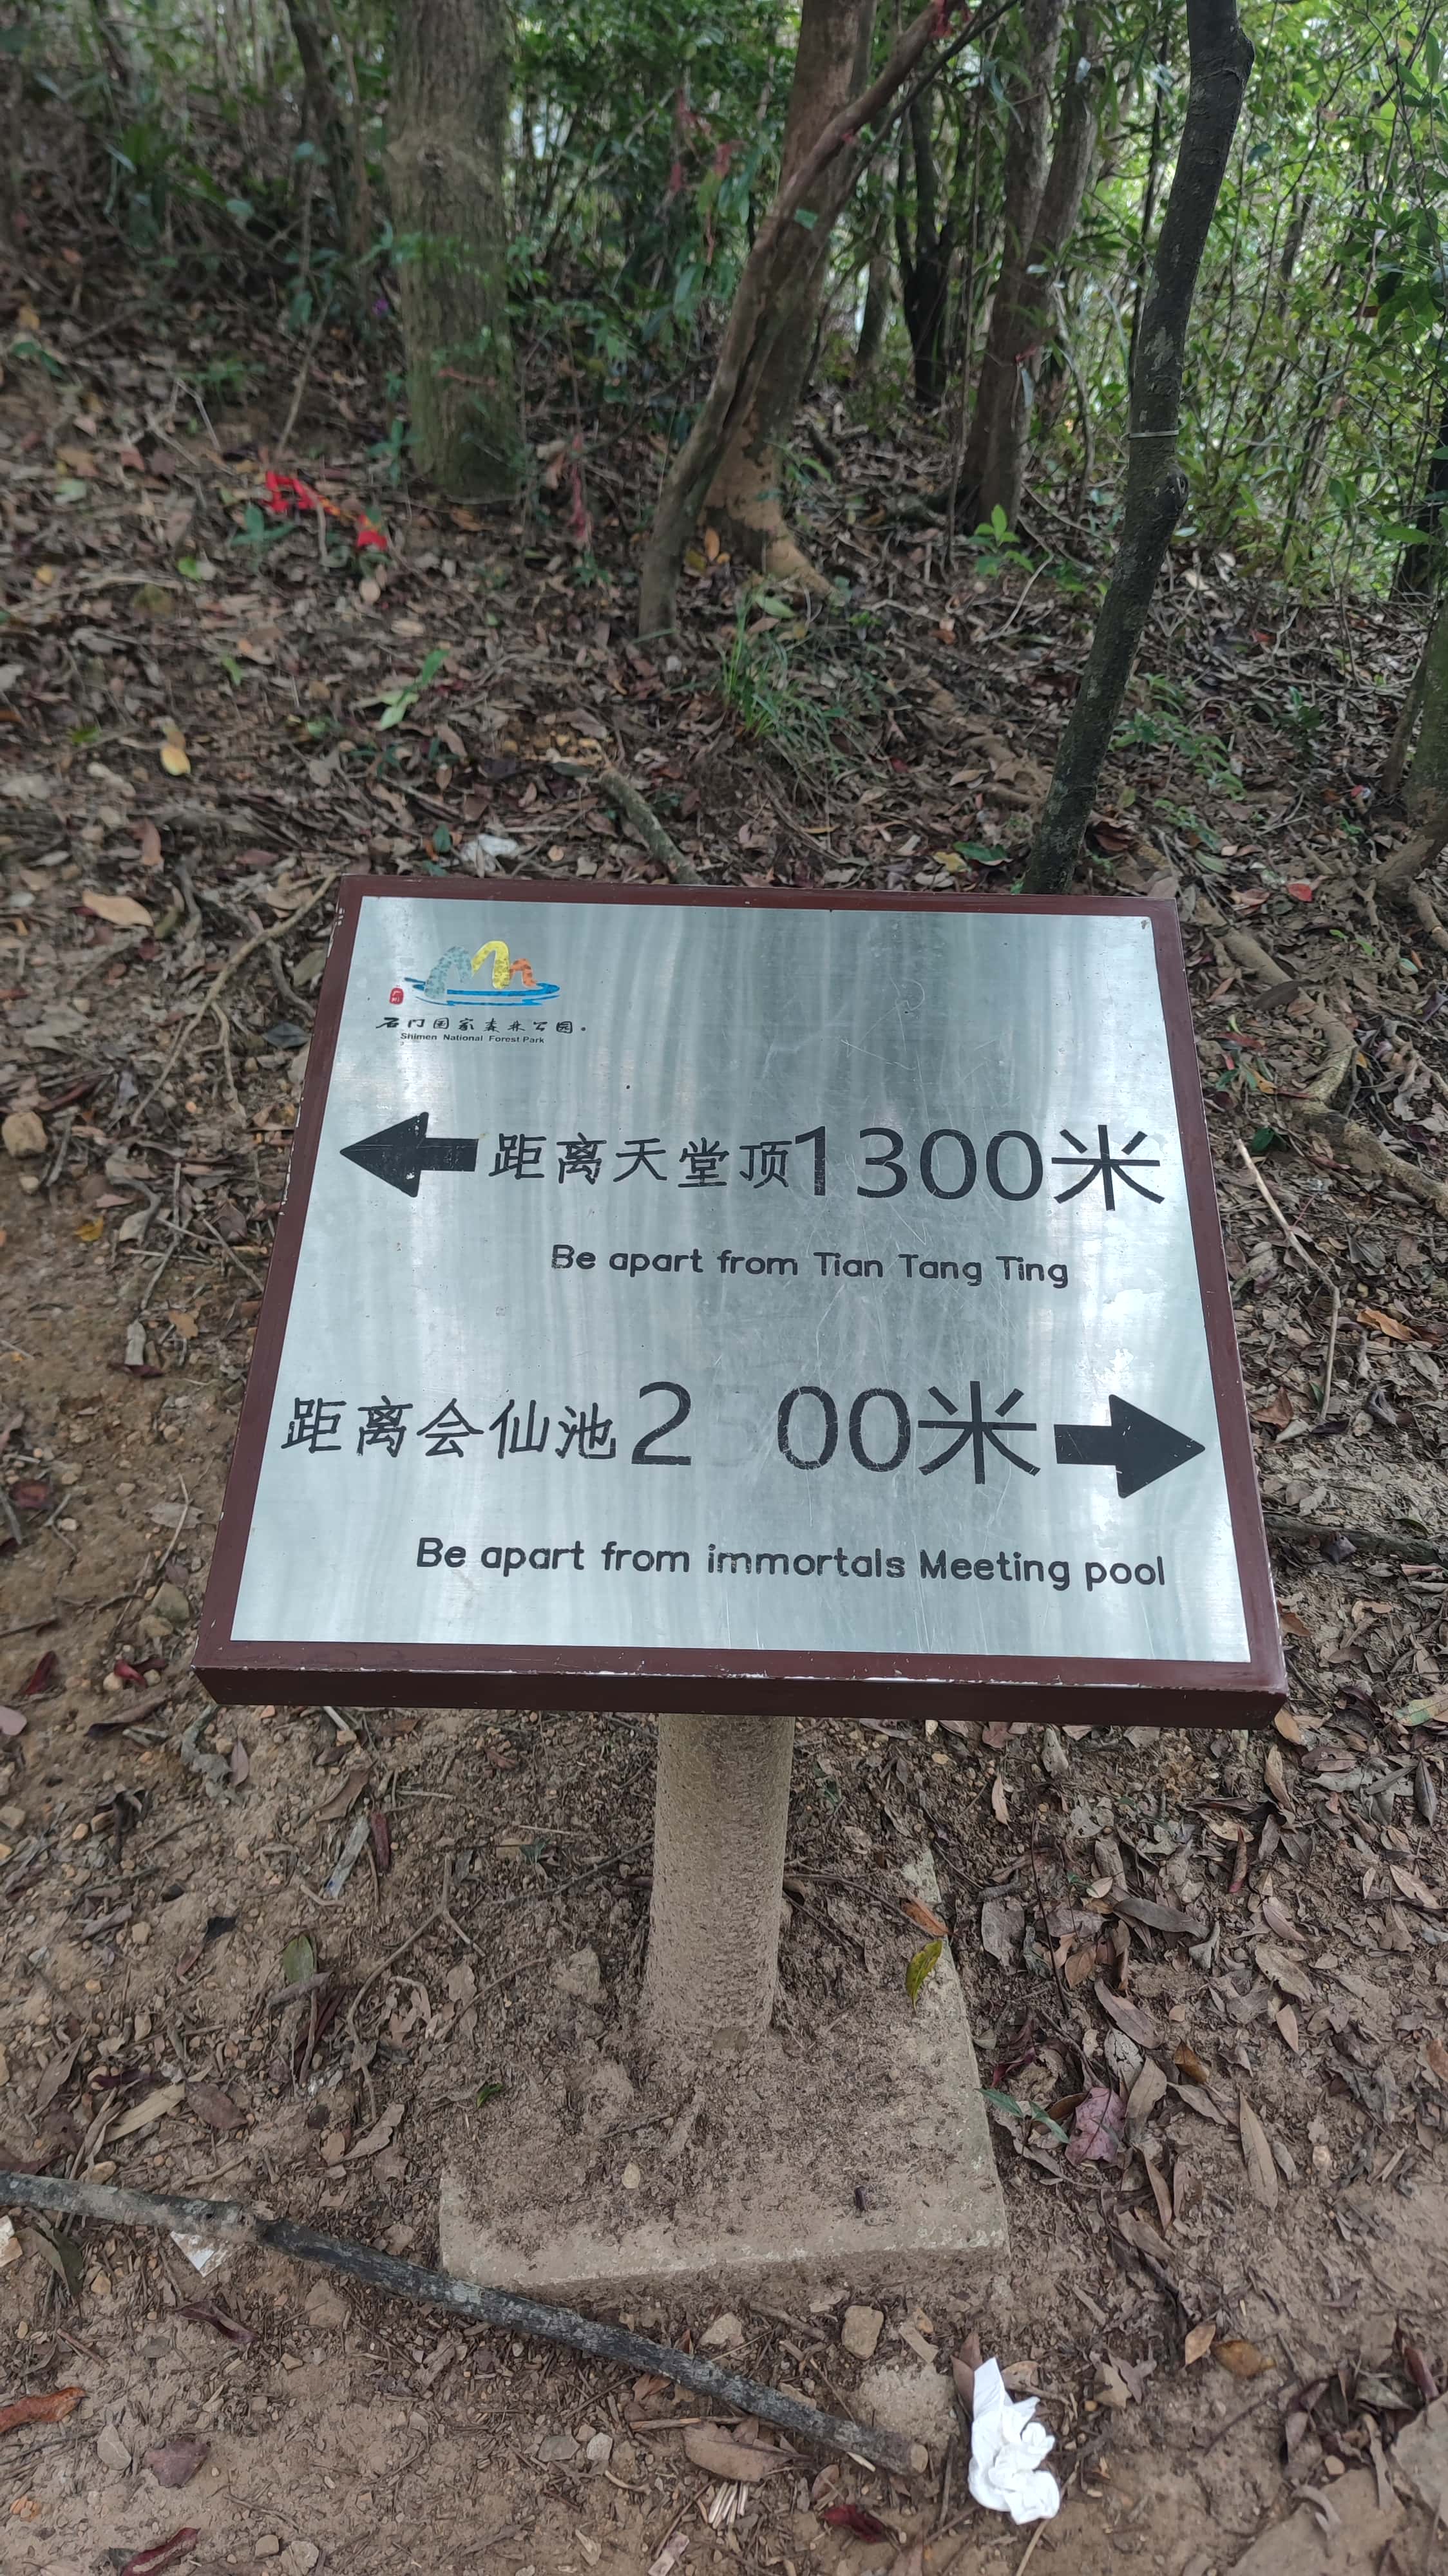 石门国家森林公园
Shimen National Forest Park
距离天堂顶1300米
Be apart from Tian Tang Ting
距离会仙池2 00米
Be apart from immortals Meeting pool